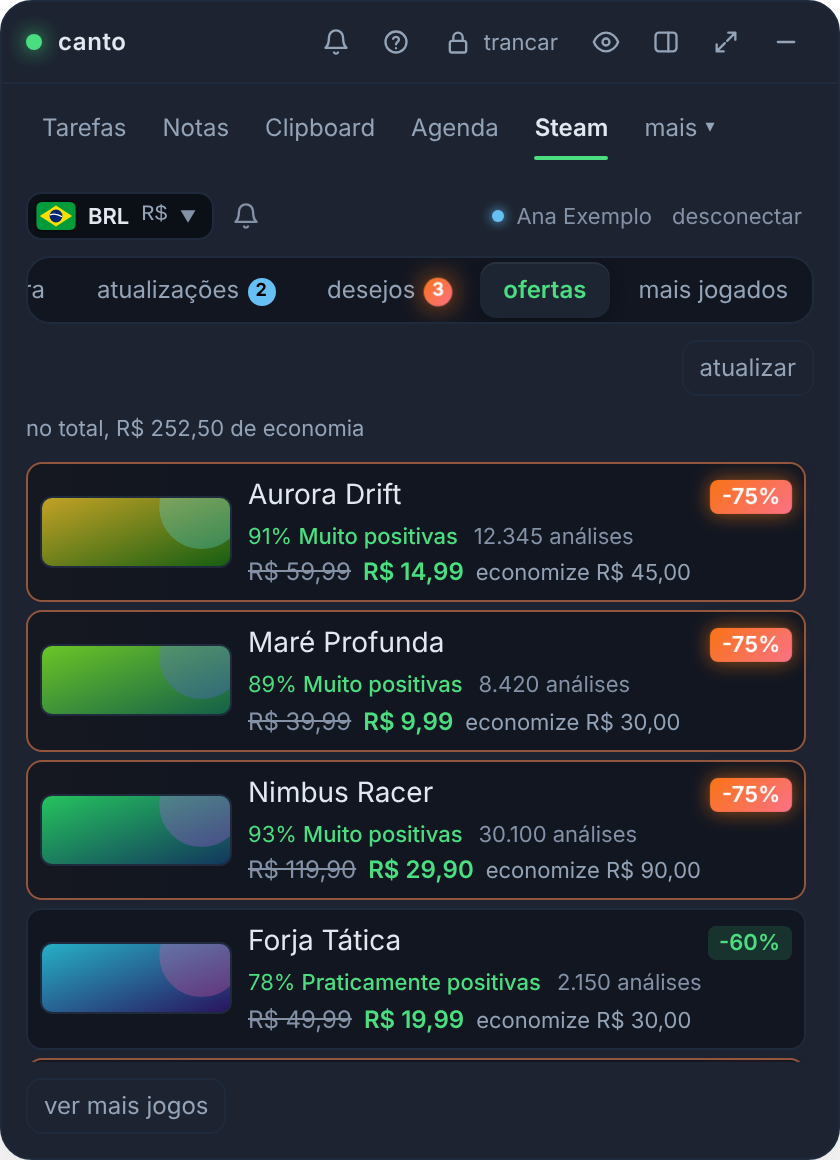 canto
trancar
Tarefas Notas Clipboard Agenda Steam mais ▼
BRL R$ ▼ Ana Exemplo desconectar
ra atualizações 2 desejos 3 ofertas mais jogados
atualizar
no total, R$ 252,50 de economia
Aurora Drift -75%
91% Muito positivas 12.345 análises
R$ 59,99 R$ 14,99 economize R$ 45,00
Maré Profunda -75%
89% Muito positivas 8.420 análises
R$ 39,99 R$ 9,99 economize R$ 30,00
Nimbus Racer -75%
93% Muito positivas 30.100 análises
R$ 119,90 R$ 29,90 economize R$ 90,00
Forja Tática -60%
78% Praticamente positivas 2.150 análises
R$ 49,99 R$ 19,99 economize R$ 30,00
ver mais jogos